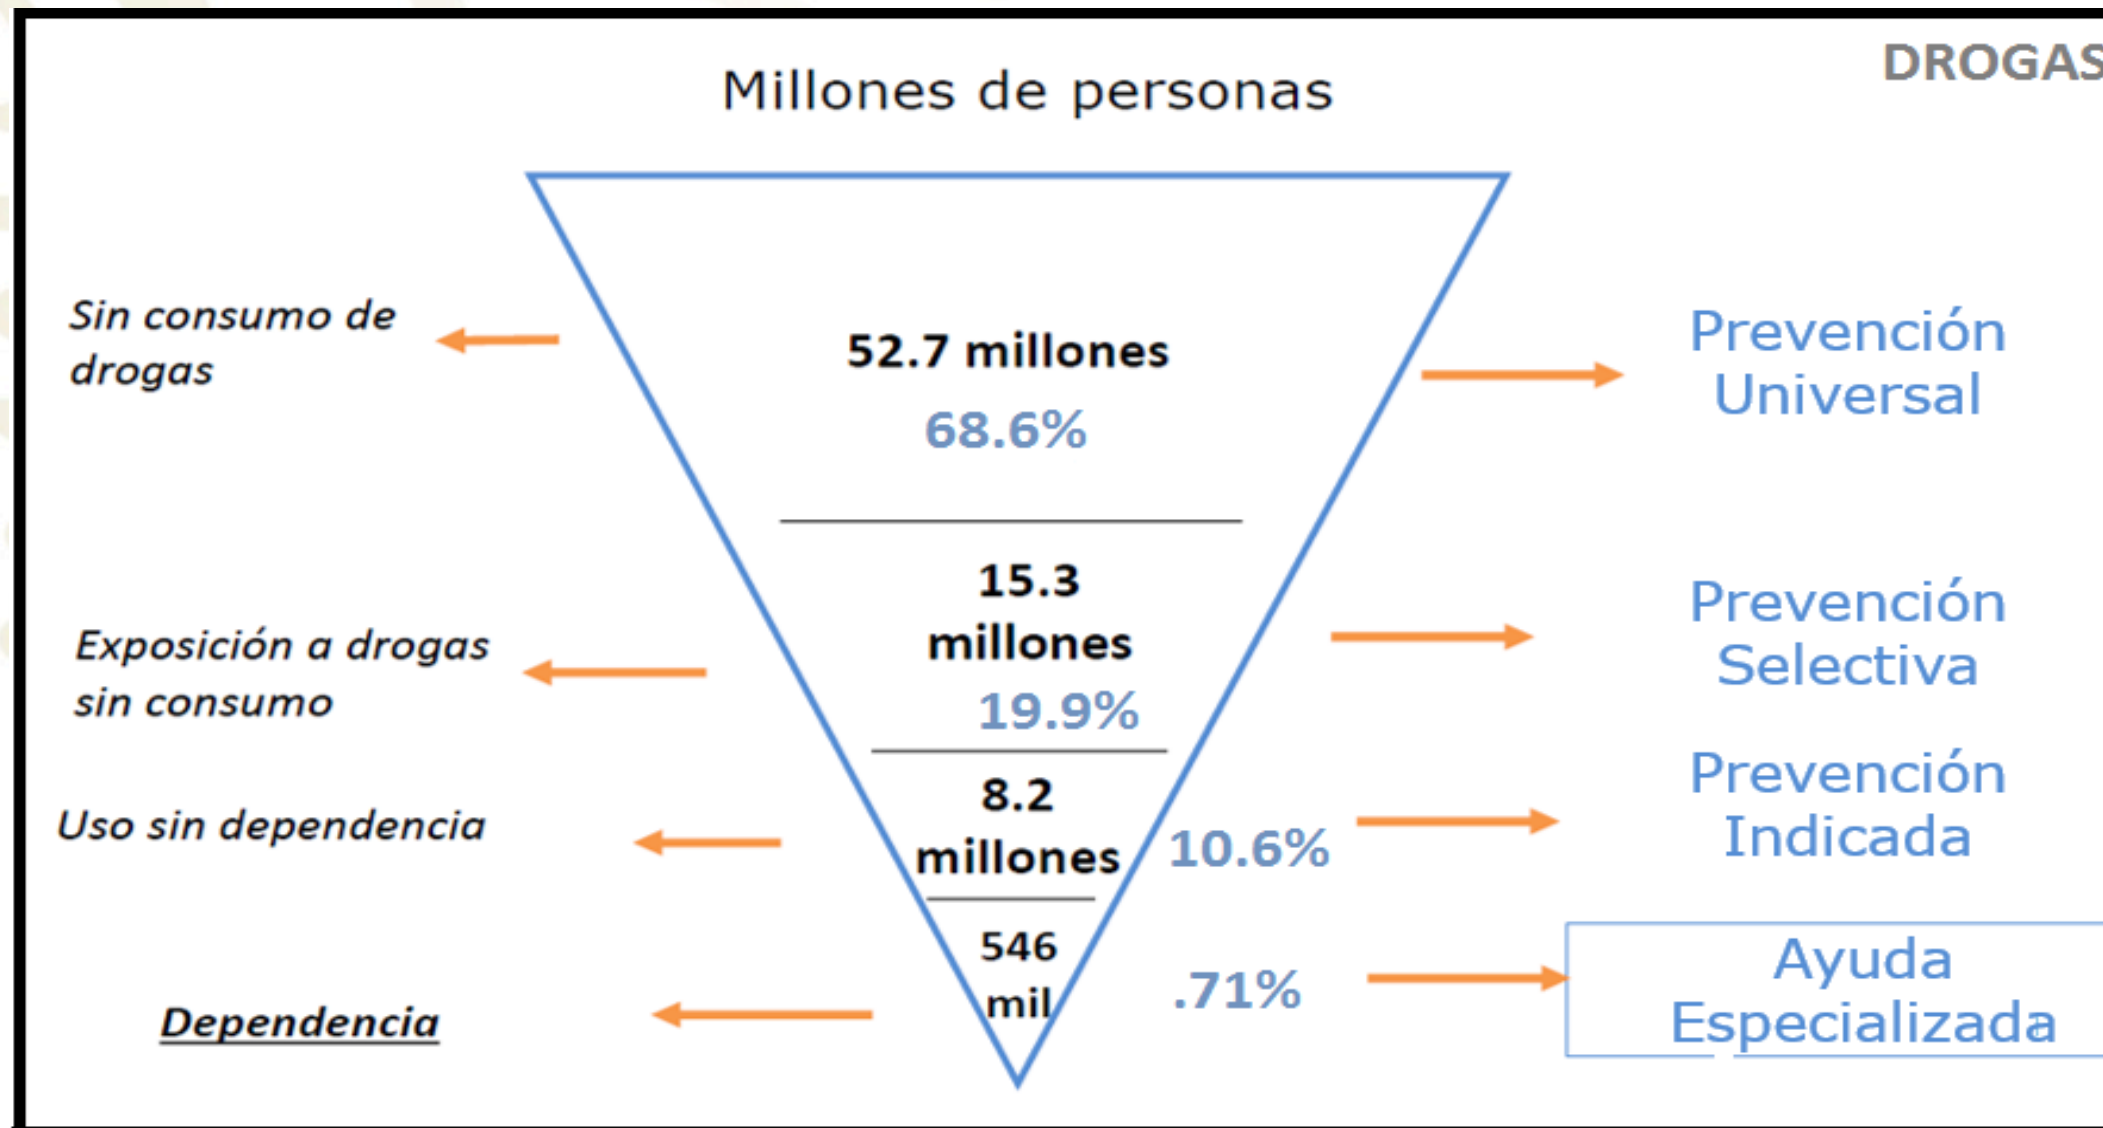 DROGAS
Millones de personas
Sin consumo de
drogas
52.7 millones
68.6%
Prevención
Universal
Exposición a drogas
sin consumo
15.3
millones
19.9%
Prevención
Selectiva
Uso sin dependencia
8.2
millones
10.6%
Prevención
Indicada
Dependencia
546
mil
.71%
Ayuda
Especializada